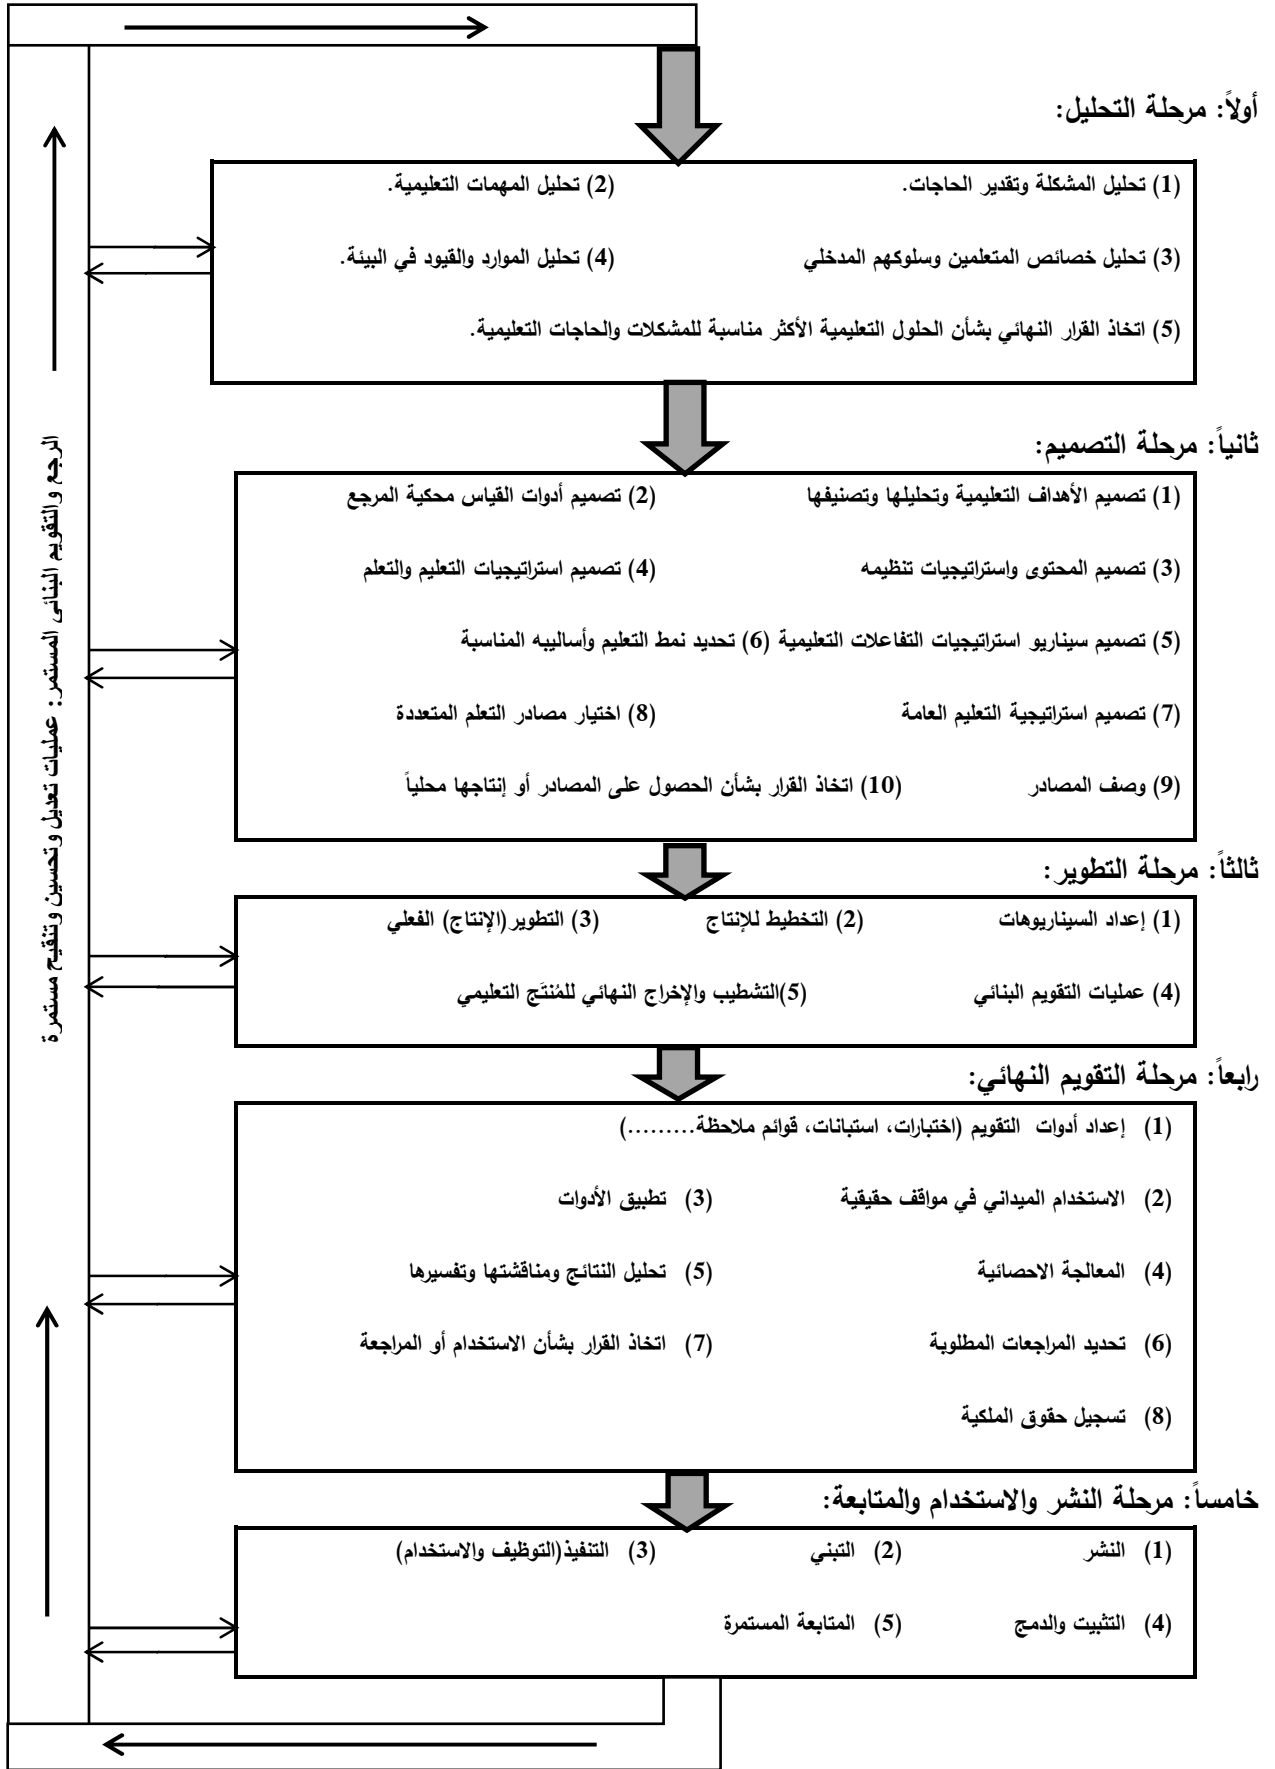 أولاً: مرحلة التحليل:
(1) تحليل المشكلة وتقدير الحاجات. (2) تحليل المهمات التعليمية.
(3) تحليل خصائص المتعلمين وسلوكهم المدخلي (4) تحليل الموارد والقيود في البيئة.
(5) اتخاذ القرار النهائي بشأن الحلول التعليمية الأكثر مناسبة للمشكلات والحاجات التعليمية.
ثانياً: مرحلة التصميم:
(1) تصميم الأهداف التعليمية وتحليلها وتصنيفها (2) تصميم أدوات القياس محكية المرجع
(3) تصميم المحتوى واستراتيجيات تنظيمه (4) تصميم استراتيجيات التعليم والتعلم
(5) تصميم سيناريو استراتيجيات التفاعلات التعليمية (6) تحديد نمط التعليم وأساليبه المناسبة
(7) تصميم استراتيجية التعليم العامة (8) اختيار مصادر التعلم المتعددة
(9) وصف المصادر (10) اتخاذ القرار بشأن الحصول على المصادر أو إنتاجها محلياً
ثالثاً: مرحلة التطوير:
(1) إعداد السيناريوهات (2) التخطيط للإنتاج (3) التطوير(الإنتاج) الفعلي
(4) عمليات التقويم البنائي (5)التشطيب والإخراج النهائي للمُنتَج التعليمي
رابعاً: مرحلة التقويم النهائي:
(1) إعداد أدوات التقويم (اختبارات، استبانات، قوائم ملاحظة.........)
(2) الاستخدام الميداني في مواقف حقيقية (3) تطبيق الأدوات
(4) المعالجة الاحصائية (5) تحليل النتائج ومناقشتها وتفسيرها
(6) تحديد المراجعات المطلوبة (7) اتخاذ القرار بشأن الاستخدام أو المراجعة
(8) تسجيل حقوق الملكية
خامساً: مرحلة النشر والاستخدام والمتابعة:
(1) النشر (2) التبني (3) التنفيذ(التوظيف والاستخدام)
(4) التثبيت والدمج (5) المتابعة المستمرة
الرجع والتقويم البنائى المستمر: عمليات تعديل وتحسين وتنقيح مستمرة